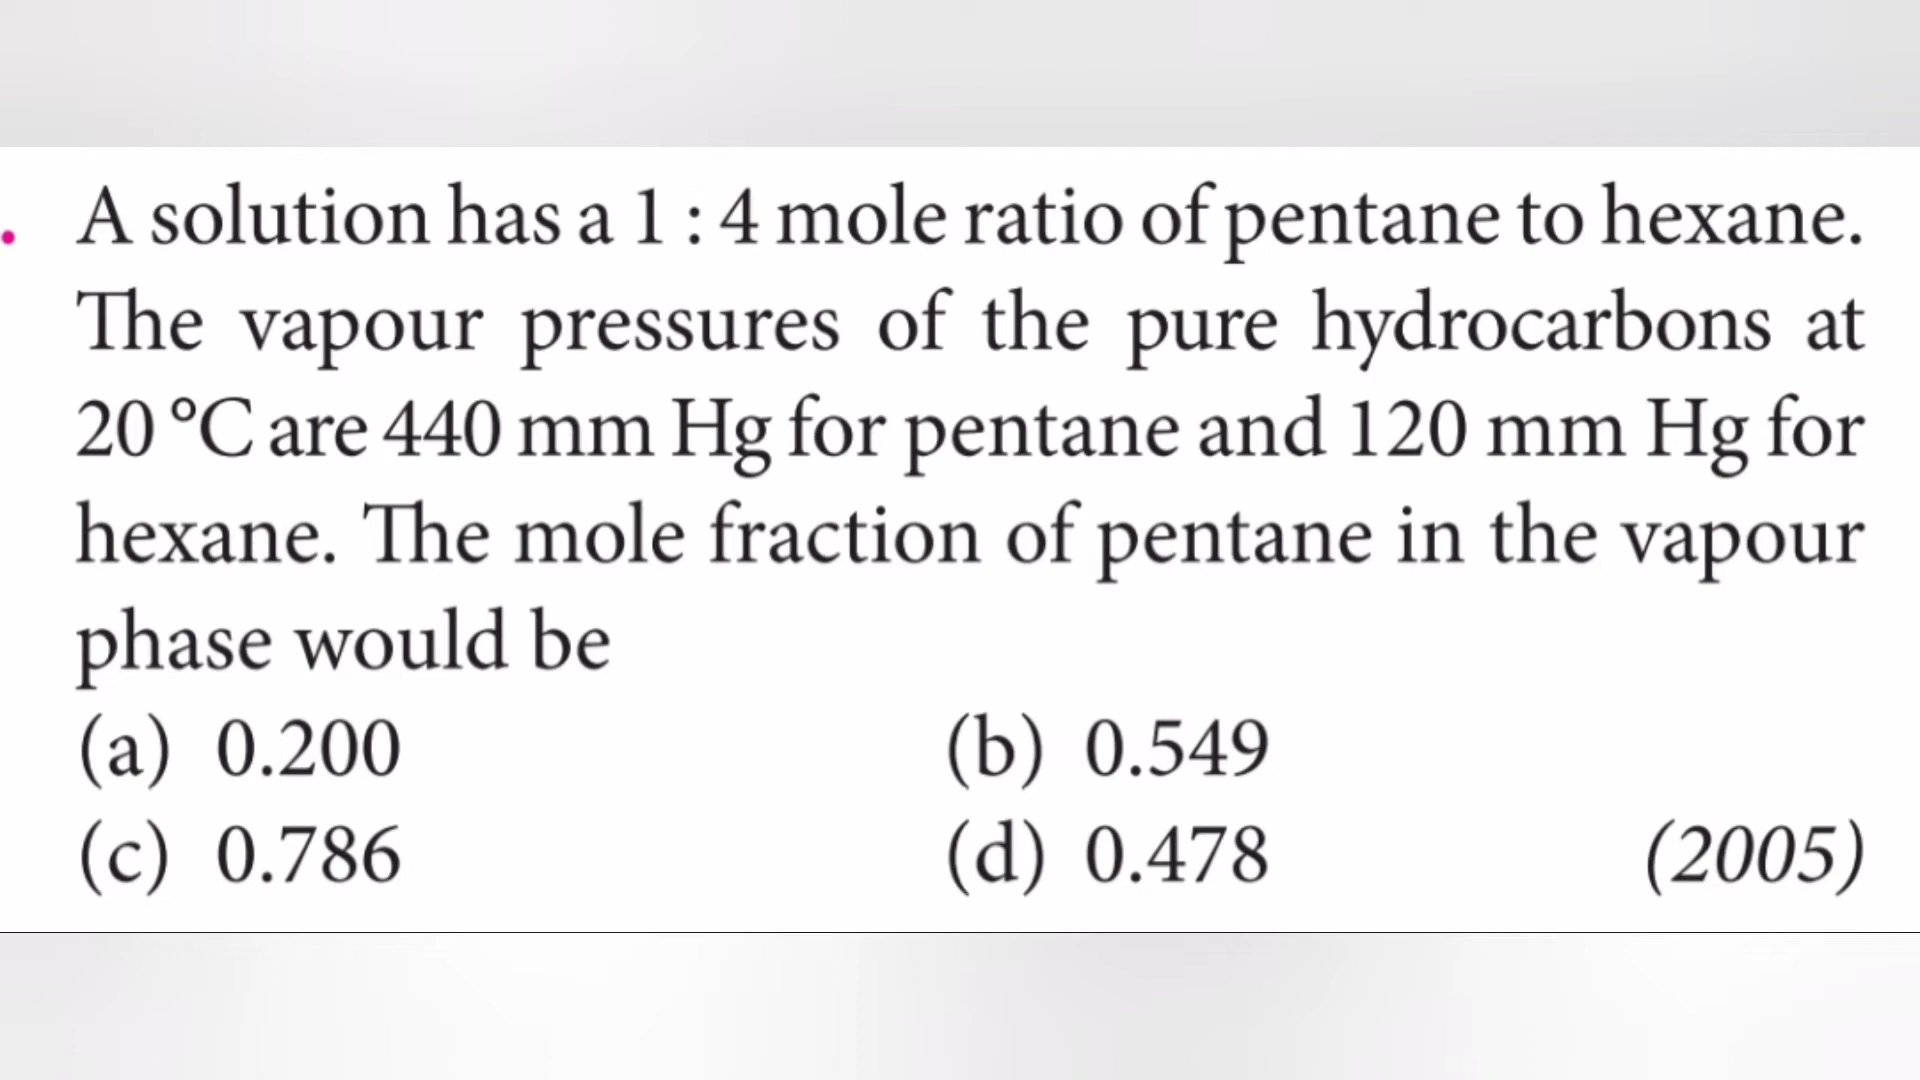 . A solution has a 1 : 4 mole ratio of pentane to hexane.
The vapour pressures of the pure hydrocarbons at
20 °C are 440 mm Hg for pentane and 120 mm Hg for
hexane. The mole fraction of pentane in the vapour
phase would be
(a) 0.200 (b) 0.549
(c) 0.786 (d) 0.478 (2005)